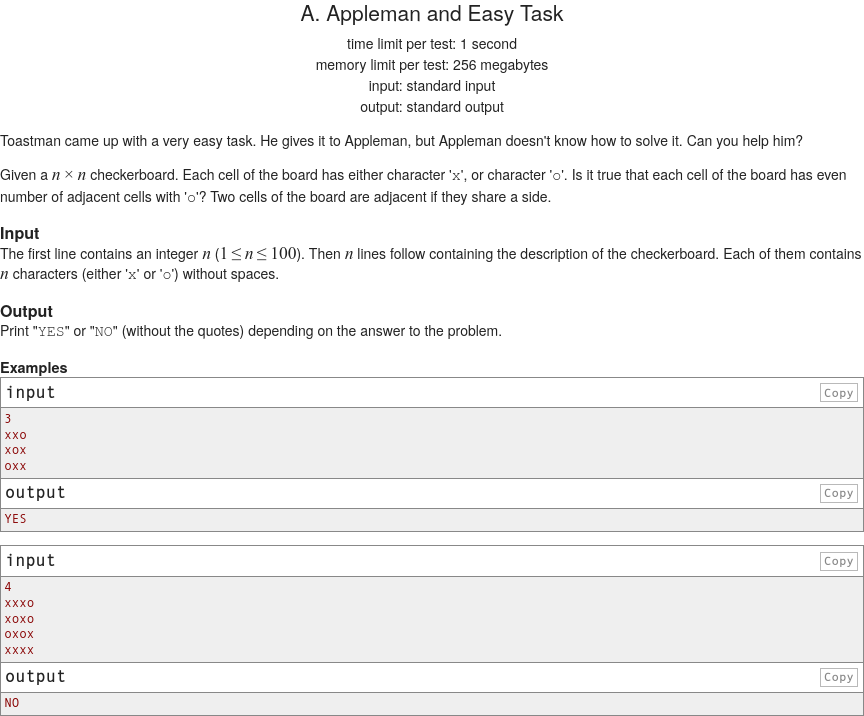 A. Appleman and Easy Task
time limit per test: 1 second
memory limit per test: 256 megabytes
input: standard input
output: standard output
Toastman came up with a very easy task. He gives it to Appleman, but Appleman doesn't know how to solve it. Can you help him?
Given a n × n checkerboard. Each cell of the board has either character 'x', or character 'o'. Is it true that each cell of the board has even
number of adjacent cells with 'o'? Two cells of the board are adjacent if they share a side.
Input
The first line contains an integer n (1 ≤ n ≤ 100). Then n lines follow containing the description of the checkerboard. Each of them contains
n characters (either 'x' or 'o') without spaces.
Output
Print "YES" or "NO" (without the quotes) depending on the answer to the problem.
Examples
input Copy
3
xxo
xox
oxx
output Copy
YES
input Copy
4
xxxo
xoxo
oxox
xxxx
output Copy
NO